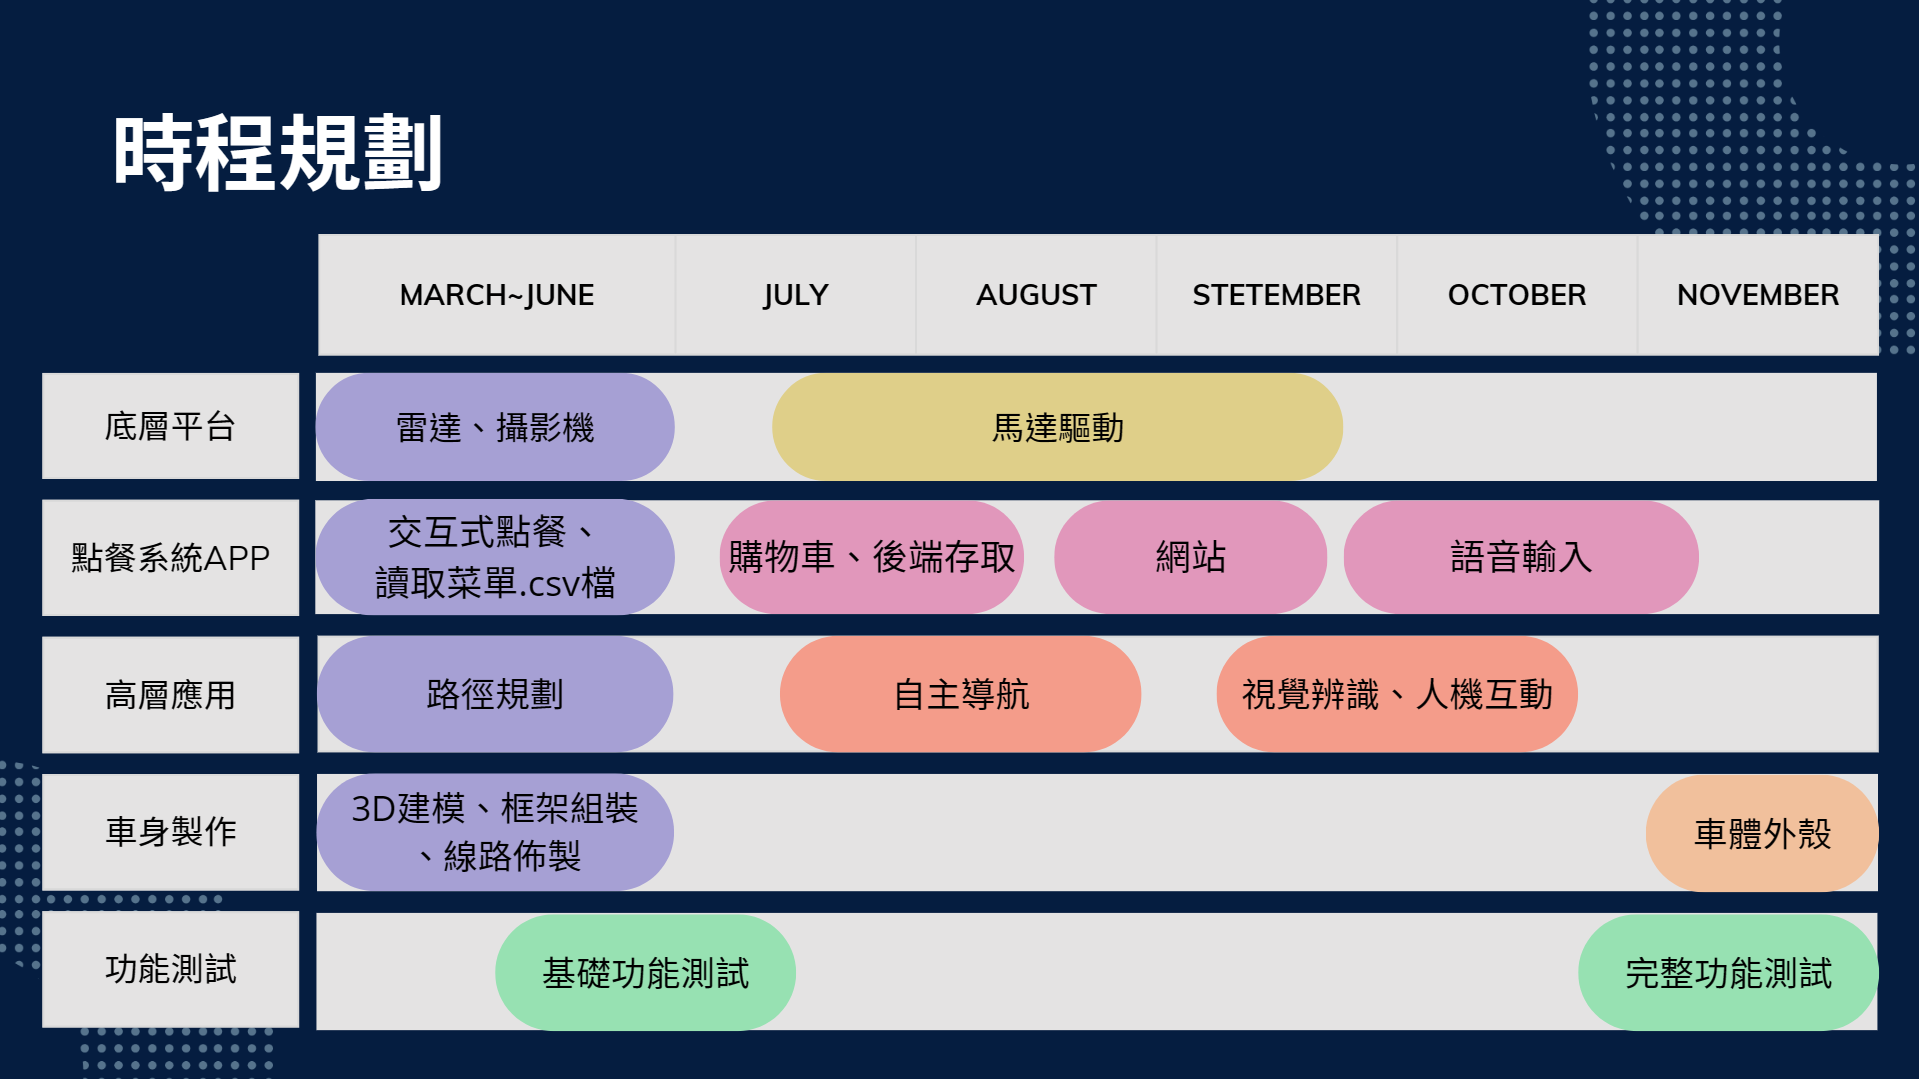 時程規劃
MARCH~JUNE
JULY
AUGUST
STETEMBER
OCTOBER
NOVEMBER
底層平台
雷達、攝影機
馬達驅動
點餐系統APP
交互式點餐、
讀取菜單.csv檔
購物車、後端存取
網站
語音輸入
高層應用
路徑規劃
自主導航
視覺辨識、人機互動
車身製作
3D建模、框架組裝
、線路佈製
車體外殼
功能測試
基礎功能測試
完整功能測試